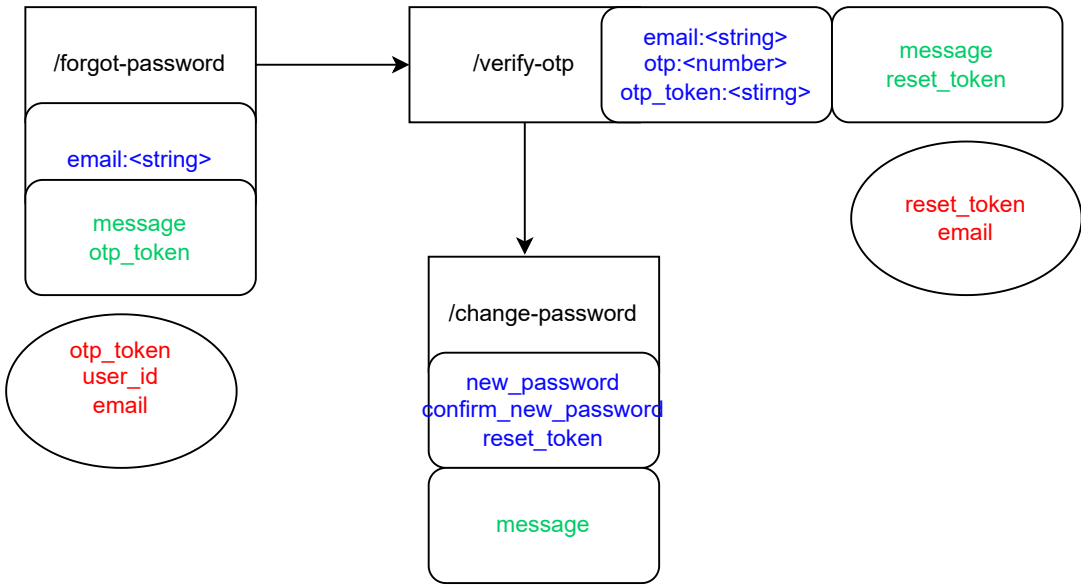 /forgot-password
email:<string>
message
otp_token
otp_token
user_id
email
/verify-otp
email:<string>
otp:<number>
otp_token:<stirng>
message
reset_token
reset_token
email
/change-password
new_password
confirm_new_password
reset_token
message